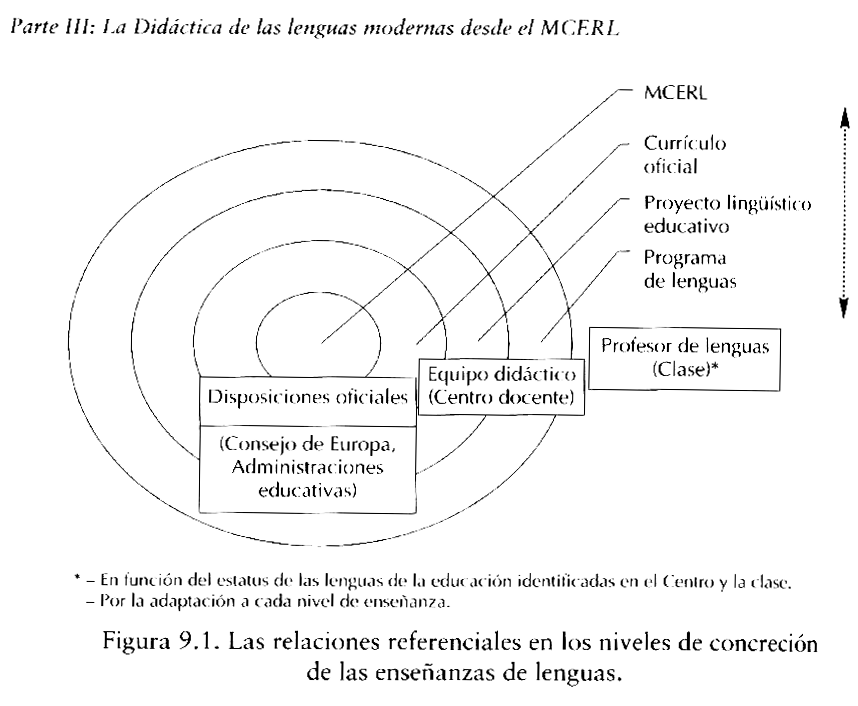 Parte III: La Didáctica de las lenguas modernas desde el MCERL
MCERL
Currículo
oficial
Proyecto lingüístico
educativo
Programa
de lenguas
Profesor de lenguas
(Clase)*
Equipo didáctico
(Centro docente)
Disposiciones oficiales
(Consejo de Europa,
Administraciones
educativas)
* – En función del estatus de las lenguas de la educación identificadas en el Centro y la clase.
– Por la adaptación a cada nivel de enseñanza.
Figura 9.1. Las relaciones referenciales en los niveles de concreción
de las enseñanzas de lenguas.